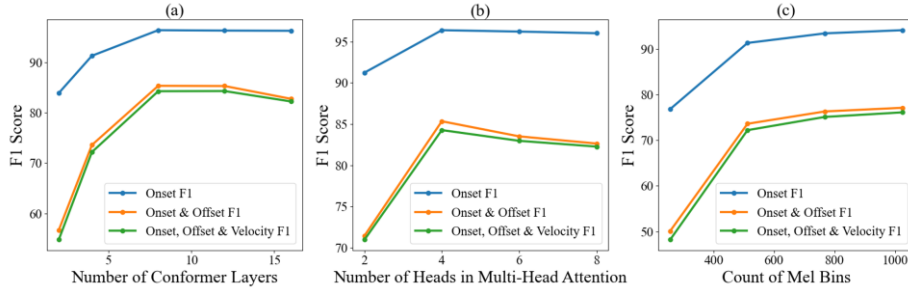 (a)
F1 Score
90
80
70
60
5
10
15
Number of Conformer Layers
Onset F1
Onset & Offset F1
Onset, Offset & Velocity F1
(b)
F1 Score
95
90
85
80
75
70
2
4
6
8
Number of Heads in Multi-Head Attention
Onset F1
Onset & Offset F1
Onset, Offset & Velocity F1
(c)
F1 Score
90
80
70
60
50
400
600
800
1000
Count of Mel Bins
Onset F1
Onset & Offset F1
Onset, Offset & Velocity F1